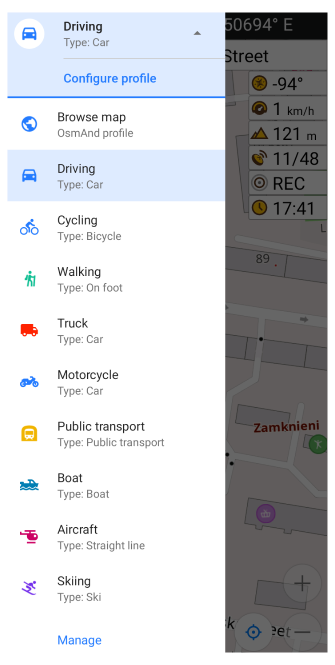 Driving
Type: Car
Configure profile
Browse map
OsmAnd profile
Driving
Type: Car
Cycling
Type: Bicycle
Walking
Type: On foot
Truck
Type: Car
Motorcycle
Type: Car
Public transport
Type: Public transport
Boat
Type: Boat
Aircraft
Type: Straight line
Skiing
Type: Ski
Manage
50694° E
Street
-94°
1 km/h
121 m
11/48
REC
17:41
89
Zamknieni